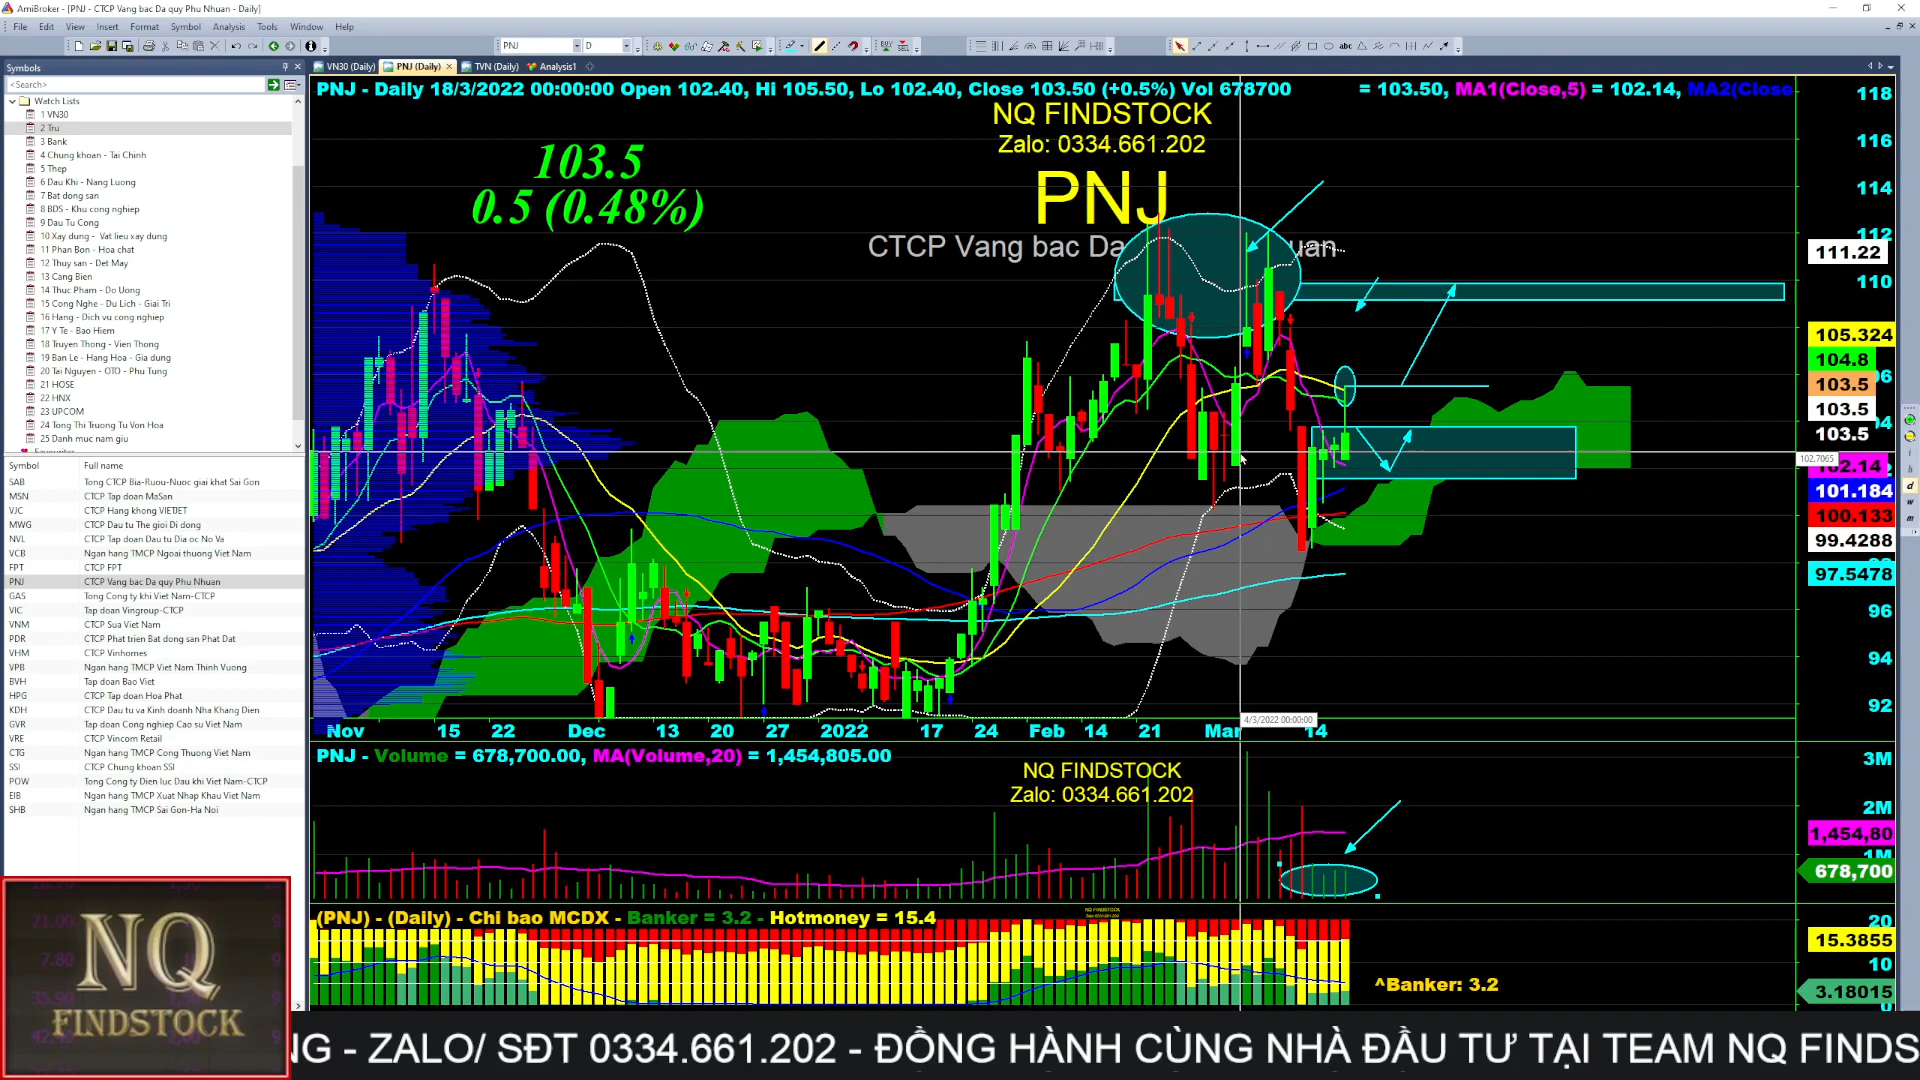 AmiBroker - [PNJ - CTCP Vang bac Da quy Phu Nhuan - Daily]
File Edit View Insert Format Symbol Analysis Tools Window Help
PNJ D
Symbols
VN30 (Daily) PNJ (Daily) TVN (Daily) Analysis1
<Search>
Watch Lists
1 VN30
2 Tru
3 Bank
4 Chung khoan - Tai Chinh
5 Thep
6 Dau Khi - Nang Luong
7 Bat dong san
8 BDS - Khu cong nghiep
9 Dau Tu Cong
10 Xay dung - Vat lieu xay dung
11 Phan Bon - Hoa chat
12 Thuy san - Det May
13 Cang Bien
14 Thuc Pham - Do Uong
15 Cong Nghe - Du Lich - Giai Tri
16 Hang - Dich vu cong nghiep
17 Y Te - Bao Hiem
18 Truyen Thong - Vien Thong
19 Ban Le - Hang Hoa - Gia dung
20 Tai Nguyen - OTO - Phu Tung
21 HOSE
22 HNX
23 UPCOM
24 Tong Thi Truong Tu Von Hoa
25 Danh muc nam giu
Symbol Full name
SAB Tong CTCP Bia-Ruou-Nuoc giai khat Sai Gon
MSN CTCP Tap doan MaSan
VJC CTCP Hang khong VIETJET
MWG CTCP Dau tu The gioi Di dong
NVL CTCP Tap doan Dau tu Dia oc No Va
VCB Ngan hang TMCP Ngoai thuong Viet Nam
FPT CTCP FPT
PNJ CTCP Vang bac Da quy Phu Nhuan
GAS Tong Cong ty khi Viet Nam-CTCP
VIC Tap doan Vingroup-CTCP
VNM CTCP Sua Viet Nam
PDR CTCP Phat trien Bat dong san Phat Dat
VHM CTCP Vinhomes
VPB Ngan hang TMCP Viet Nam Thinh Vuong
BVH Tap doan Bao Viet
HPG CTCP Tap doan Hoa Phat
KDH CTCP Dau tu va Kinh doanh Nha Khang Dien
GVR Tap doan Cong nghiep Cao su Viet Nam
VRE CTCP Vincom Retail
CTG Ngan hang TMCP Cong Thuong Viet Nam
SSI CTCP Chung khoan SSI
POW Tong Cong ty Dien luc Dau khi Viet Nam-CTCP
EIB Ngan hang TMCP Xuat Nhap Khau Viet Nam
SHB Ngan hang TMCP Sai Gon-Ha Noi
PNJ - Daily 18/3/2022 00:00:00 Open 102.40, Hi 105.50, Lo 102.40, Close 103.50 (+0.5%) Vol 678700 = 103.50, MA1(Close,5) = 102.14, MA2(Close
NQ FINDSTOCK
Zalo: 0334.661.202
PNJ
CTCP Vang bac Da uan
103.5
0.5 (0.48%)
118
116
114
112
111.22
110
105.324
104.8
103.5
103.5
103.5
102.7065
102.14
101.184
100.133
99.4288
97.5478
96
94
92
4/3/2022 00:00:00
Nov 15 22 Dec 13 20 27 2022 17 24 Feb 14 21 Mar 14
PNJ - Volume = 678,700.00, MA(Volume,20) = 1,454,805.00
NQ FINDSTOCK
Zalo: 0334.661.202
3M
2M
1,454,80
1M
678,700
(PNJ) - (Daily) - Chi bao MCDX - Banker = 3.2 - Hotmoney = 15.4
20
15.3855
10
^Banker: 3.2
3.18015
0
NQ
FINDSTOCK
NG - ZALO/ SĐT 0334.661.202 - ĐỒNG HÀNH CÙNG NHÀ ĐẦU TƯ TẠI TEAM NQ FINDS